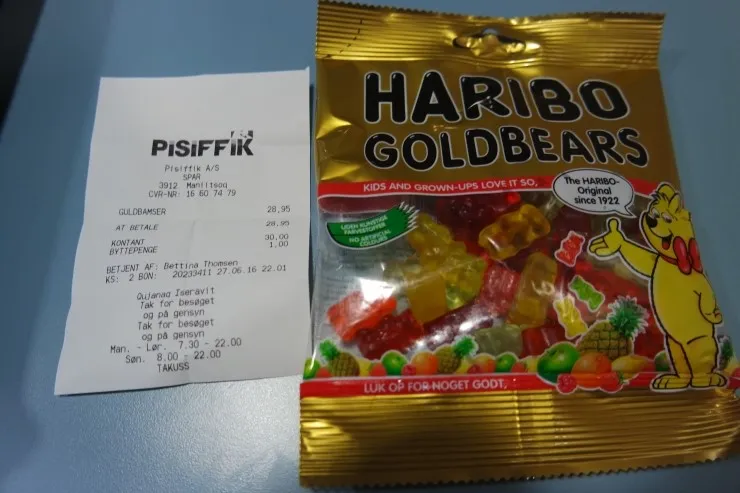 PiSiFFiK
Pisiffik A/S
SPAR
3912 Maniitsoq
CVR-NR: 16 60 74 79
GULDBAMSER 28,95
AT BETALE 28,95
KONTANT 30,00
BYTTEPENGE 1,00
BETJENT AF: Bettina Thomsen
KS: 2 BON: 20233411 27.06.16 22.01
Qujanaq Iseravit
Tak for besøget
og på gensyn
Tak for besøget
og på gensyn
Man. - Lør. 7.30 - 22.00
Søn. 8.00 - 22.00
TAKUSS
HARIBO
GOLDBEARS
KIDS AND GROWN-UPS LOVE IT SO,
The HARIBO-
Original
since 1922
UDEN KUNSTIGE
FARVESTOFFER
NO ARTIFICIAL
COLOURS
LUK OP FOR NOGET GODT,